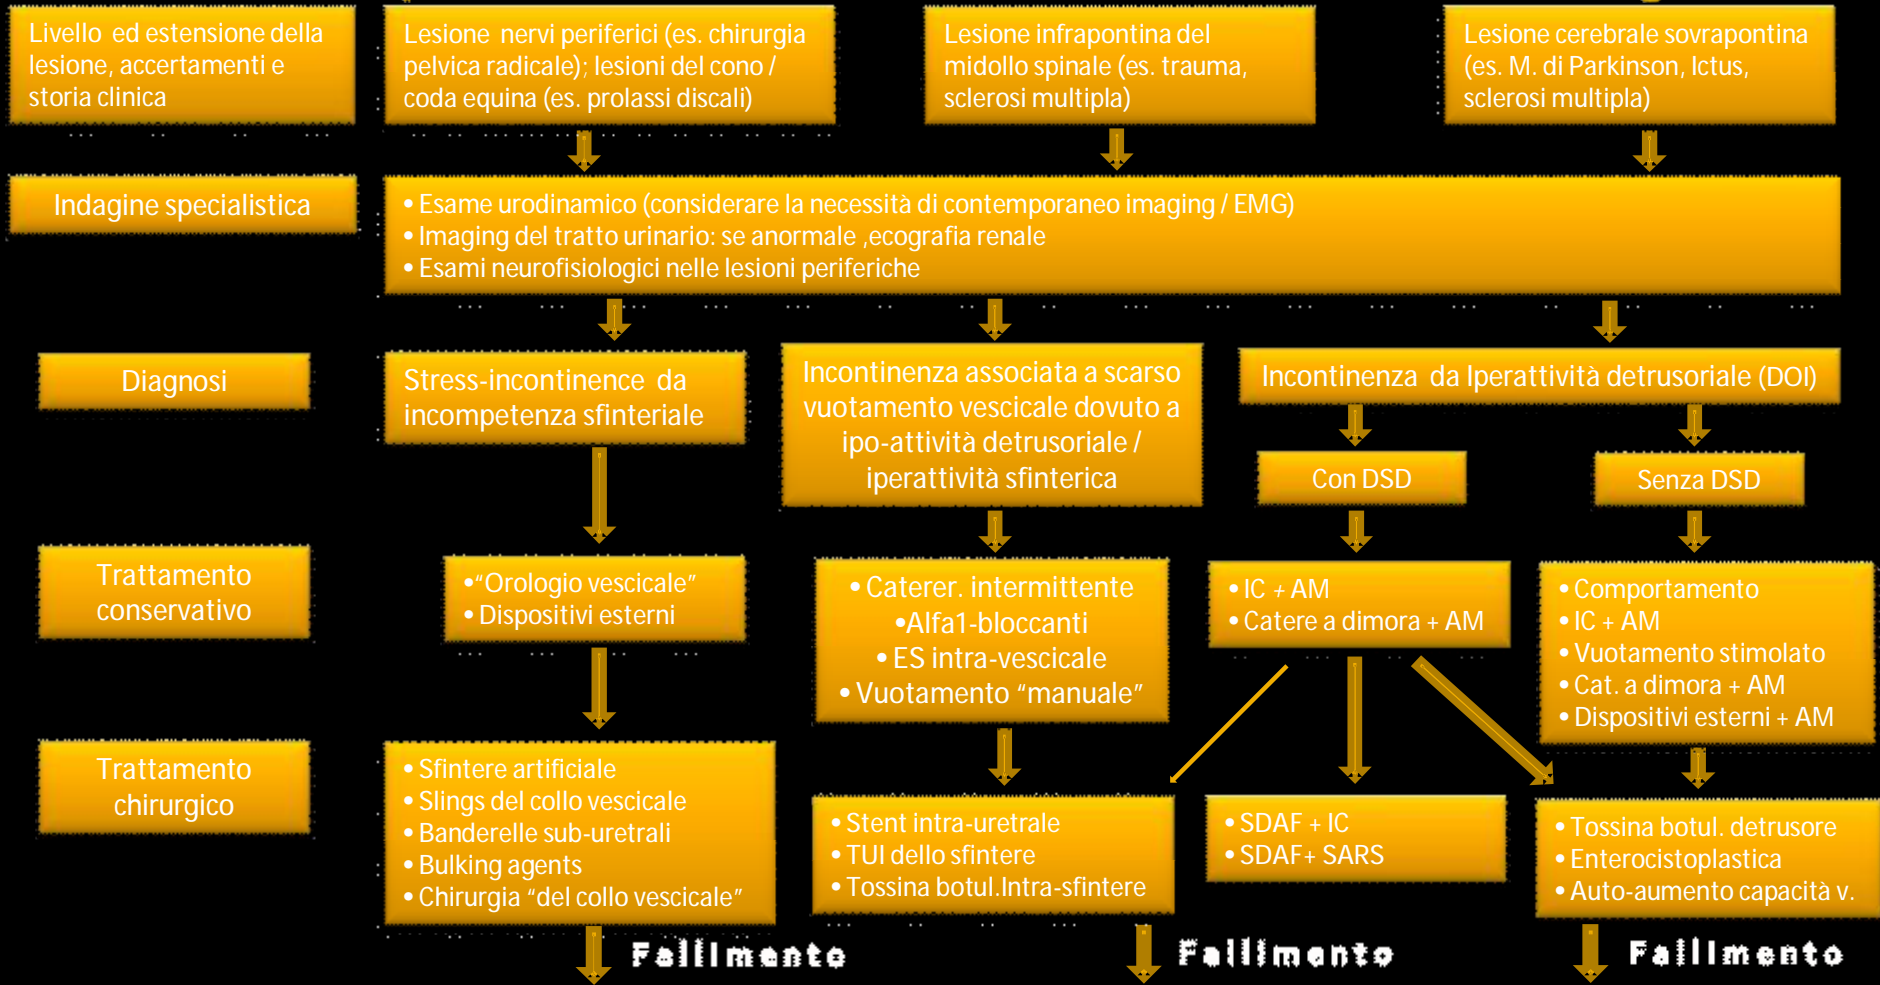 Livello ed estensione della
lesione, accertamenti e
storia clinica
Lesione nervi periferici (es. chirurgia
pelvica radicale); lesioni del cono /
coda equina (es. prolassi discali)
Lesione infrapontina del
midollo spinale (es. trauma,
sclerosi multipla)
Lesione cerebrale sovrapontina
(es. M. di Parkinson, Ictus,
sclerosi multipla)
Indagine specialistica
• Esame urodinamico (considerare la necessità di contemporaneo imaging / EMG)
• Imaging del tratto urinario: se anormale ,ecografia renale
• Esami neurofisiologici nelle lesioni periferiche
Diagnosi
Stress-incontinence da
incompetenza sfinteriale
Incontinenza associata a scarso
vuotamento vescicale dovuto a
ipo-attività detrusoriale /
iperattività sfinterica
Incontinenza da Iperattività detrusoriale (DOI)
Con DSD
Senza DSD
Trattamento
conservativo
•"Orologio vescicale"
• Dispositivi esterni
• Caterer. intermittente
•Alfa1-bloccanti
• ES intra-vescicale
• Vuotamento "manuale"
• IC + AM
• Catere a dimora + AM
• Comportamento
• IC + AM
• Vuotamento stimolato
• Cat. a dimora + AM
• Dispositivi esterni + AM
Trattamento
chirurgico
• Sfintere artificiale
• Slings del collo vescicale
• Banderelle sub-uretrali
• Bulking agents
• Chirurgia "del collo vescicale"
• Stent intra-uretrale
• TUI dello sfintere
• Tossina botul.Intra-sfintere
• SDAF + IC
• SDAF+ SARS
• Tossina botul. detrusore
• Enterocistoplastica
• Auto-aumento capacità v.
Fallimento
Fallimento
Fallimento